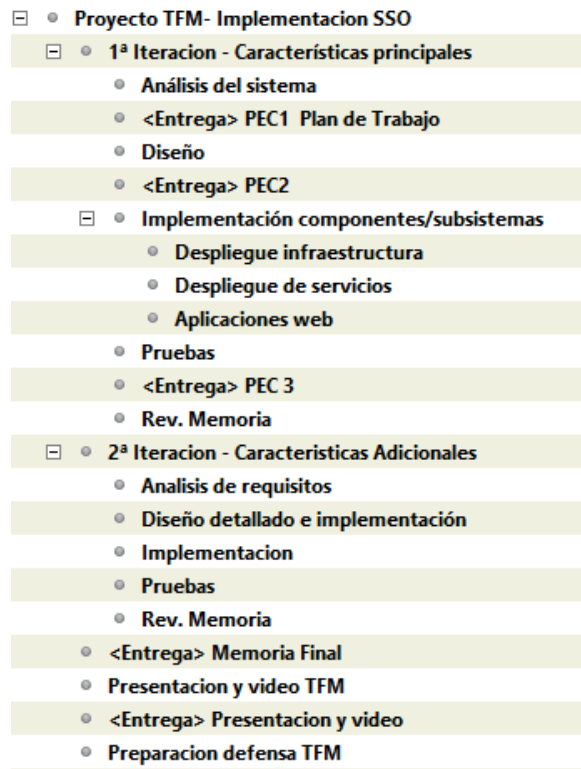 Proyecto TFM- Implementacion SSO
1ª Iteracion - Características principales
Análisis del sistema
<Entrega> PEC1 Plan de Trabajo
Diseño
<Entrega> PEC2
Implementación componentes/subsistemas
Despliegue infraestructura
Despliegue de servicios
Aplicaciones web
Pruebas
<Entrega> PEC 3
Rev. Memoria
2ª Iteracion - Caracteristicas Adicionales
Analisis de requisitos
Diseño detallado e implementación
Implementacion
Pruebas
Rev. Memoria
<Entrega> Memoria Final
Presentacion y video TFM
<Entrega> Presentacion y video
Preparacion defensa TFM